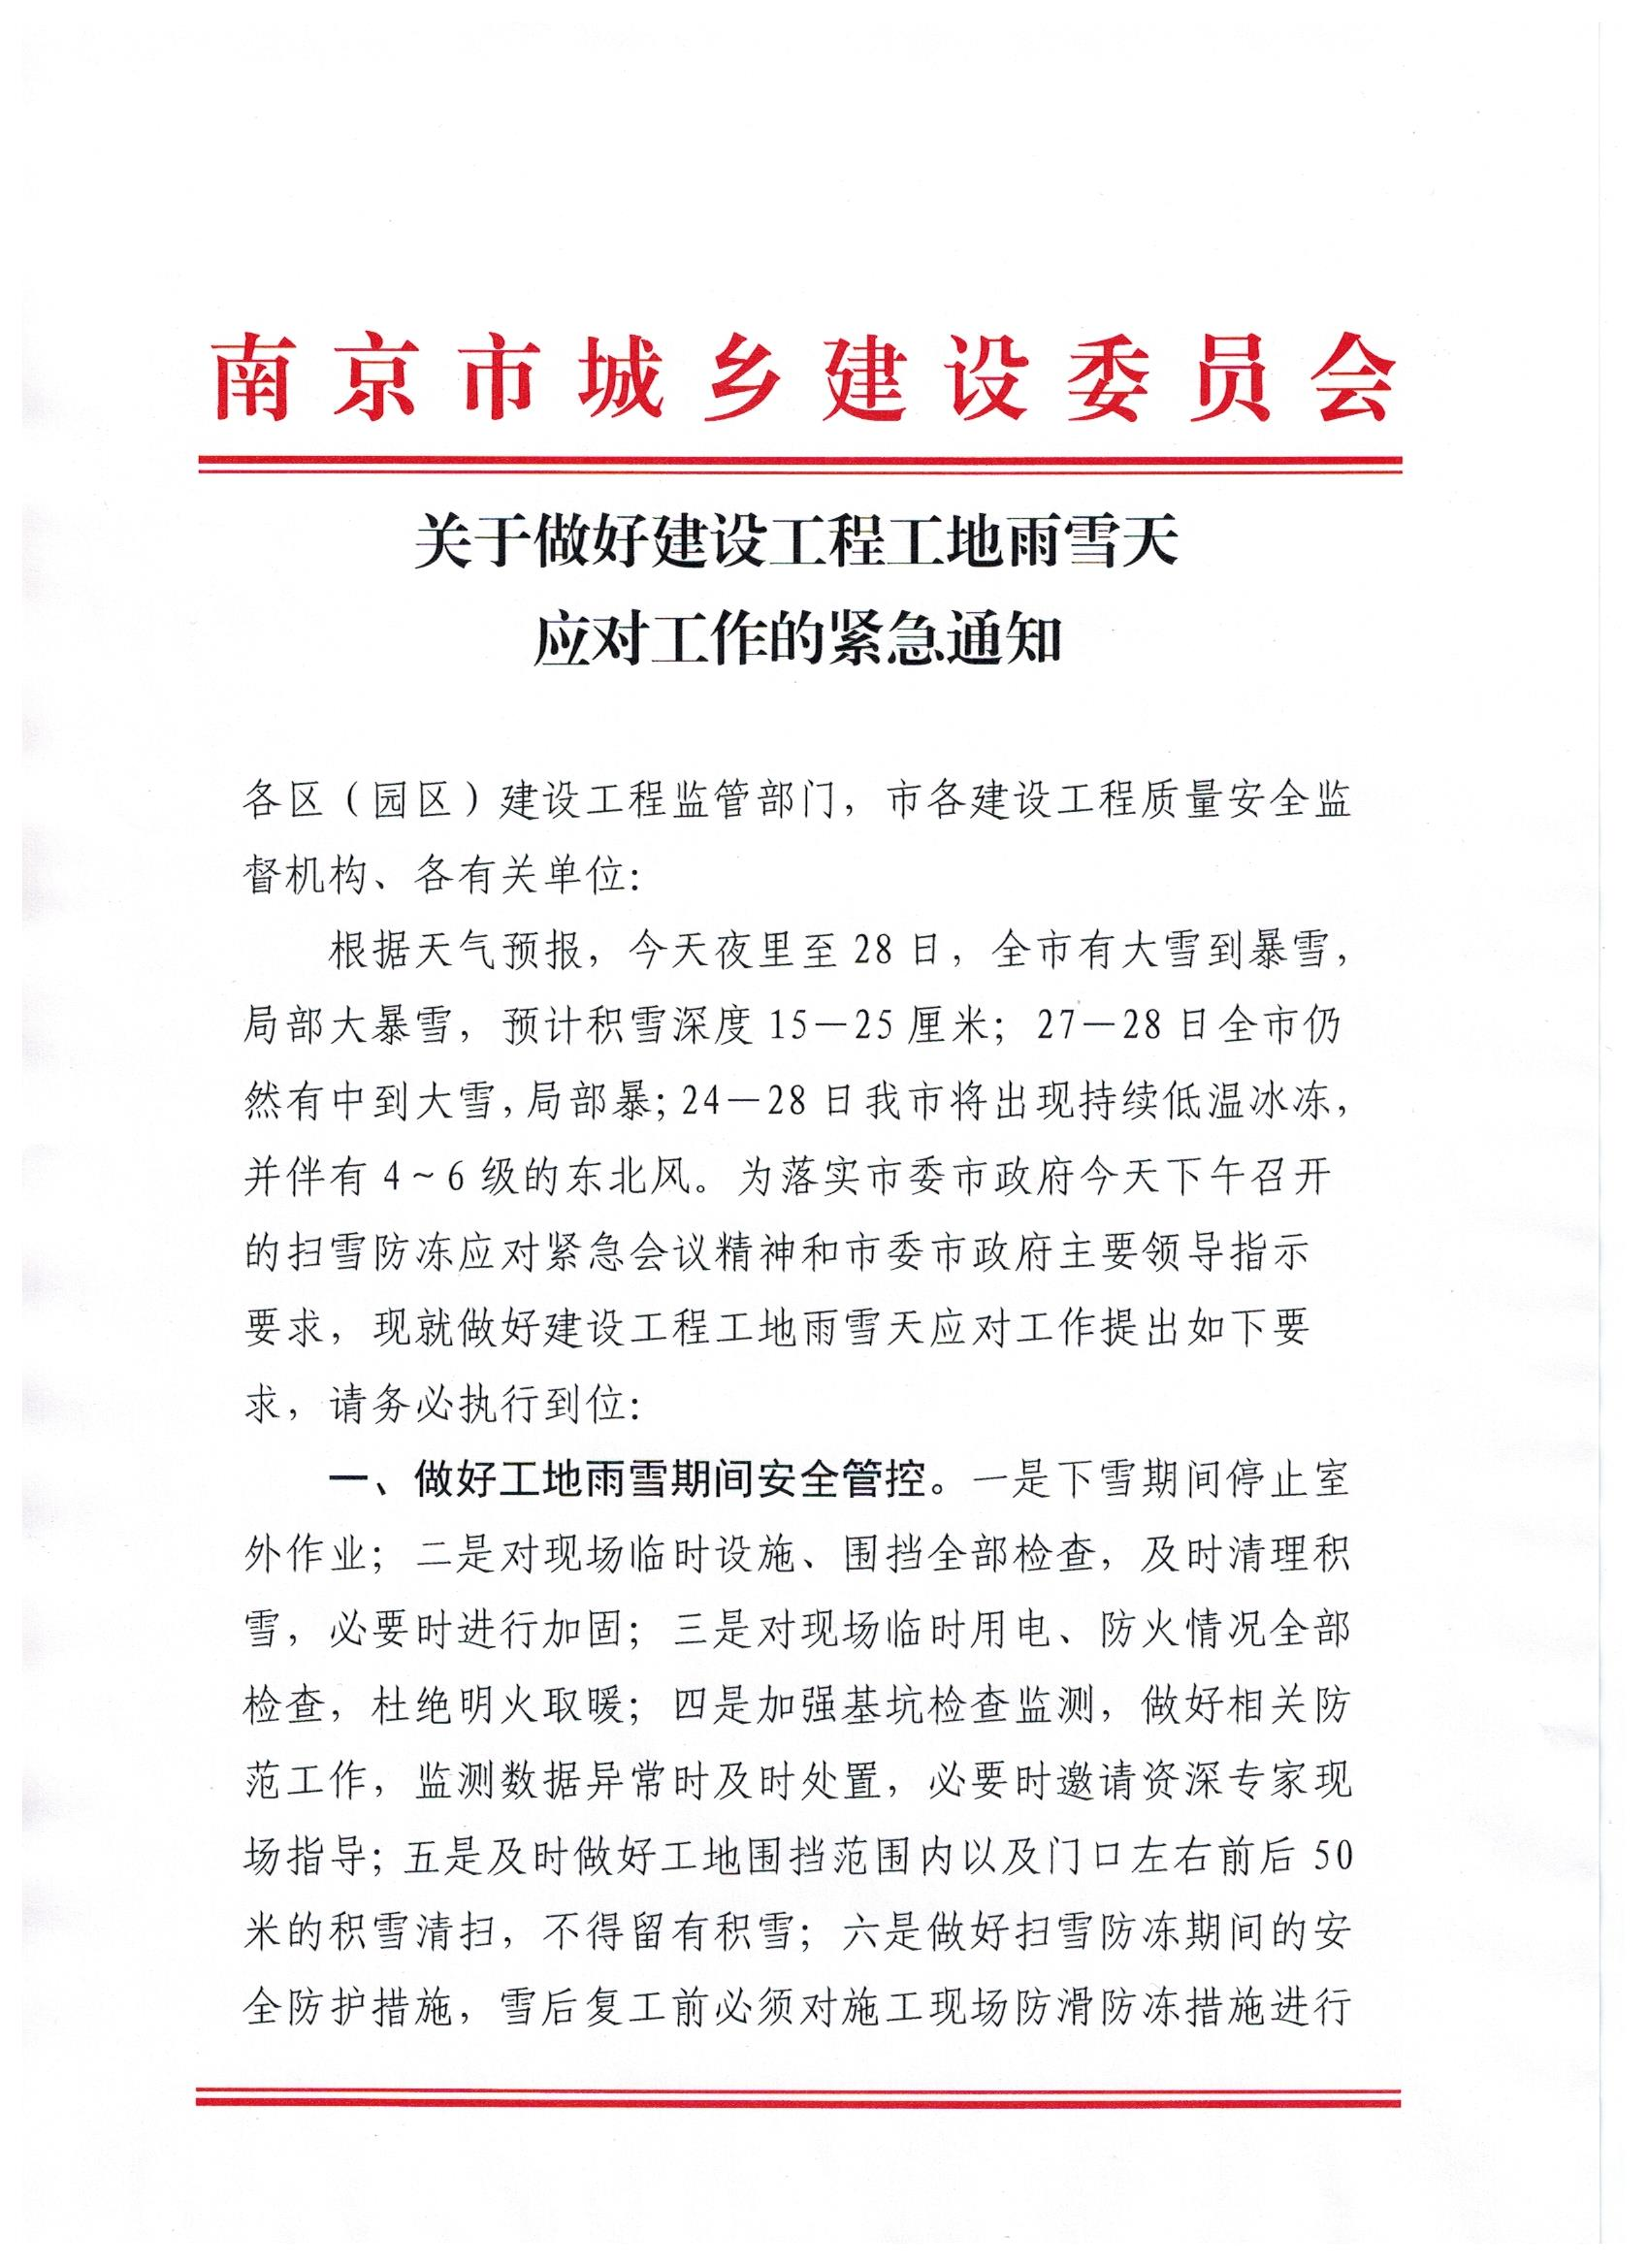 南京市城乡建设委员会
关于做好建设工程工地雨雪天
应对工作的紧急通知
各区（园区）建设工程监管部门，市各建设工程质量安全监
督机构、各有关单位：
根据天气预报，今天夜里至 28 日，全市有大雪到暴雪，
局部大暴雪，预计积雪深度 15—25 厘米；27—28 日全市仍
然有中到大雪，局部暴；24—28 日我市将出现持续低温冰冻，
并伴有 4～6 级的东北风。为落实市委市政府今天下午召开
的扫雪防冻应对紧急会议精神和市委市政府主要领导指示
要求，现就做好建设工程工地雨雪天应对工作提出如下要
求，请务必执行到位：
一、做好工地雨雪期间安全管控。一是下雪期间停止室
外作业；二是对现场临时设施、围挡全部检查，及时清理积
雪，必要时进行加固；三是对现场临时用电、防火情况全部
检查，杜绝明火取暖；四是加强基坑检查监测，做好相关防
范工作，监测数据异常时及时处置，必要时邀请资深专家现
场指导；五是及时做好工地围挡范围内以及门口左右前后 50
米的积雪清扫，不得留有积雪；六是做好扫雪防冻期间的安
全防护措施，雪后复工前必须对施工现场防滑防冻措施进行